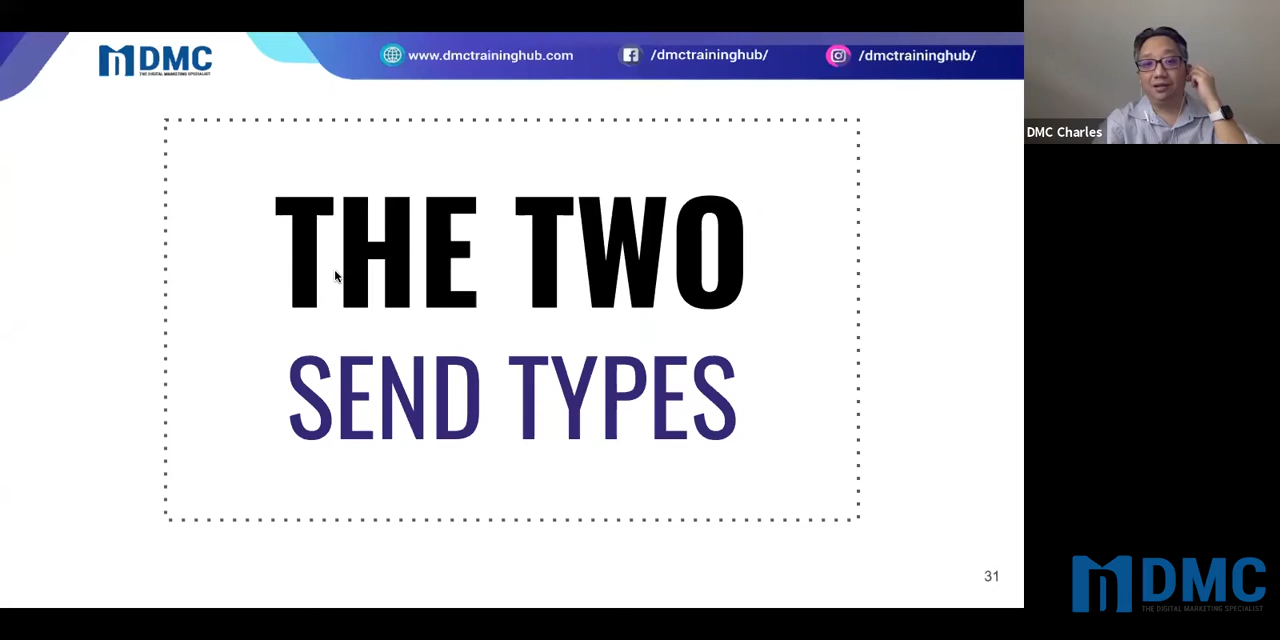 DMC
THE DIGITAL MARKETING SPECIALIST
www.dmctraininghub.com
/dmctraininghub/
/dmctraininghub/
DMC Charles
THE TWO
SEND TYPES
31
DMC
THE DIGITAL MARKETING SPECIALIST